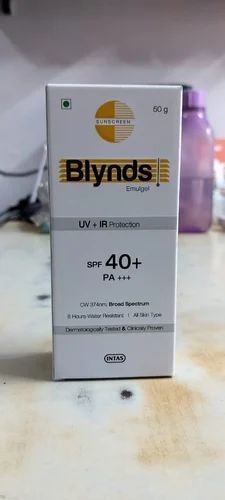 SUNSCREEN
50 g
Blynds
Emulgel
UV + IR Protection
SPF 40+
PA +++
CW 374nm; Broad Spectrum
8 Hours Water Resistant | All Skin Type
Dermatologically Tested & Clinically Proven
INTAS